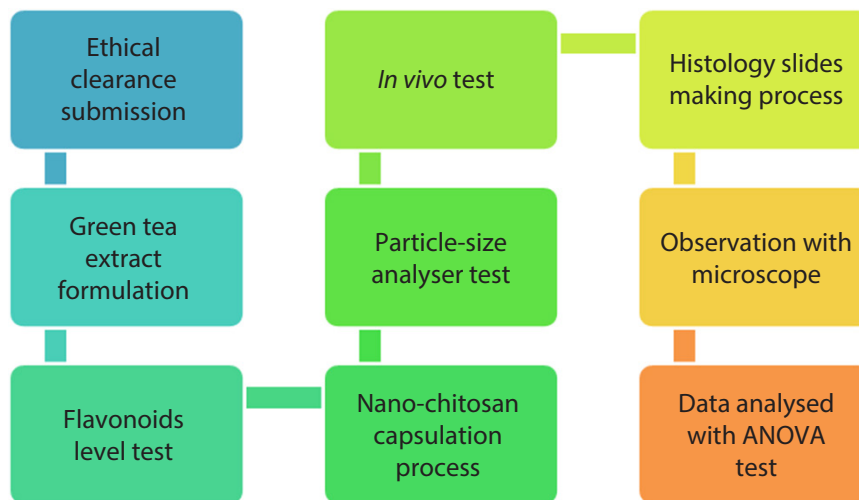 Ethical
clearance
submission
Green tea
extract
formulation
Flavonoids
level test
Nano-chitosan
capsulation
process
Particle-size
analyser test
In vivo test
Histology slides
making process
Observation with
microscope
Data analysed
with ANOVA
test